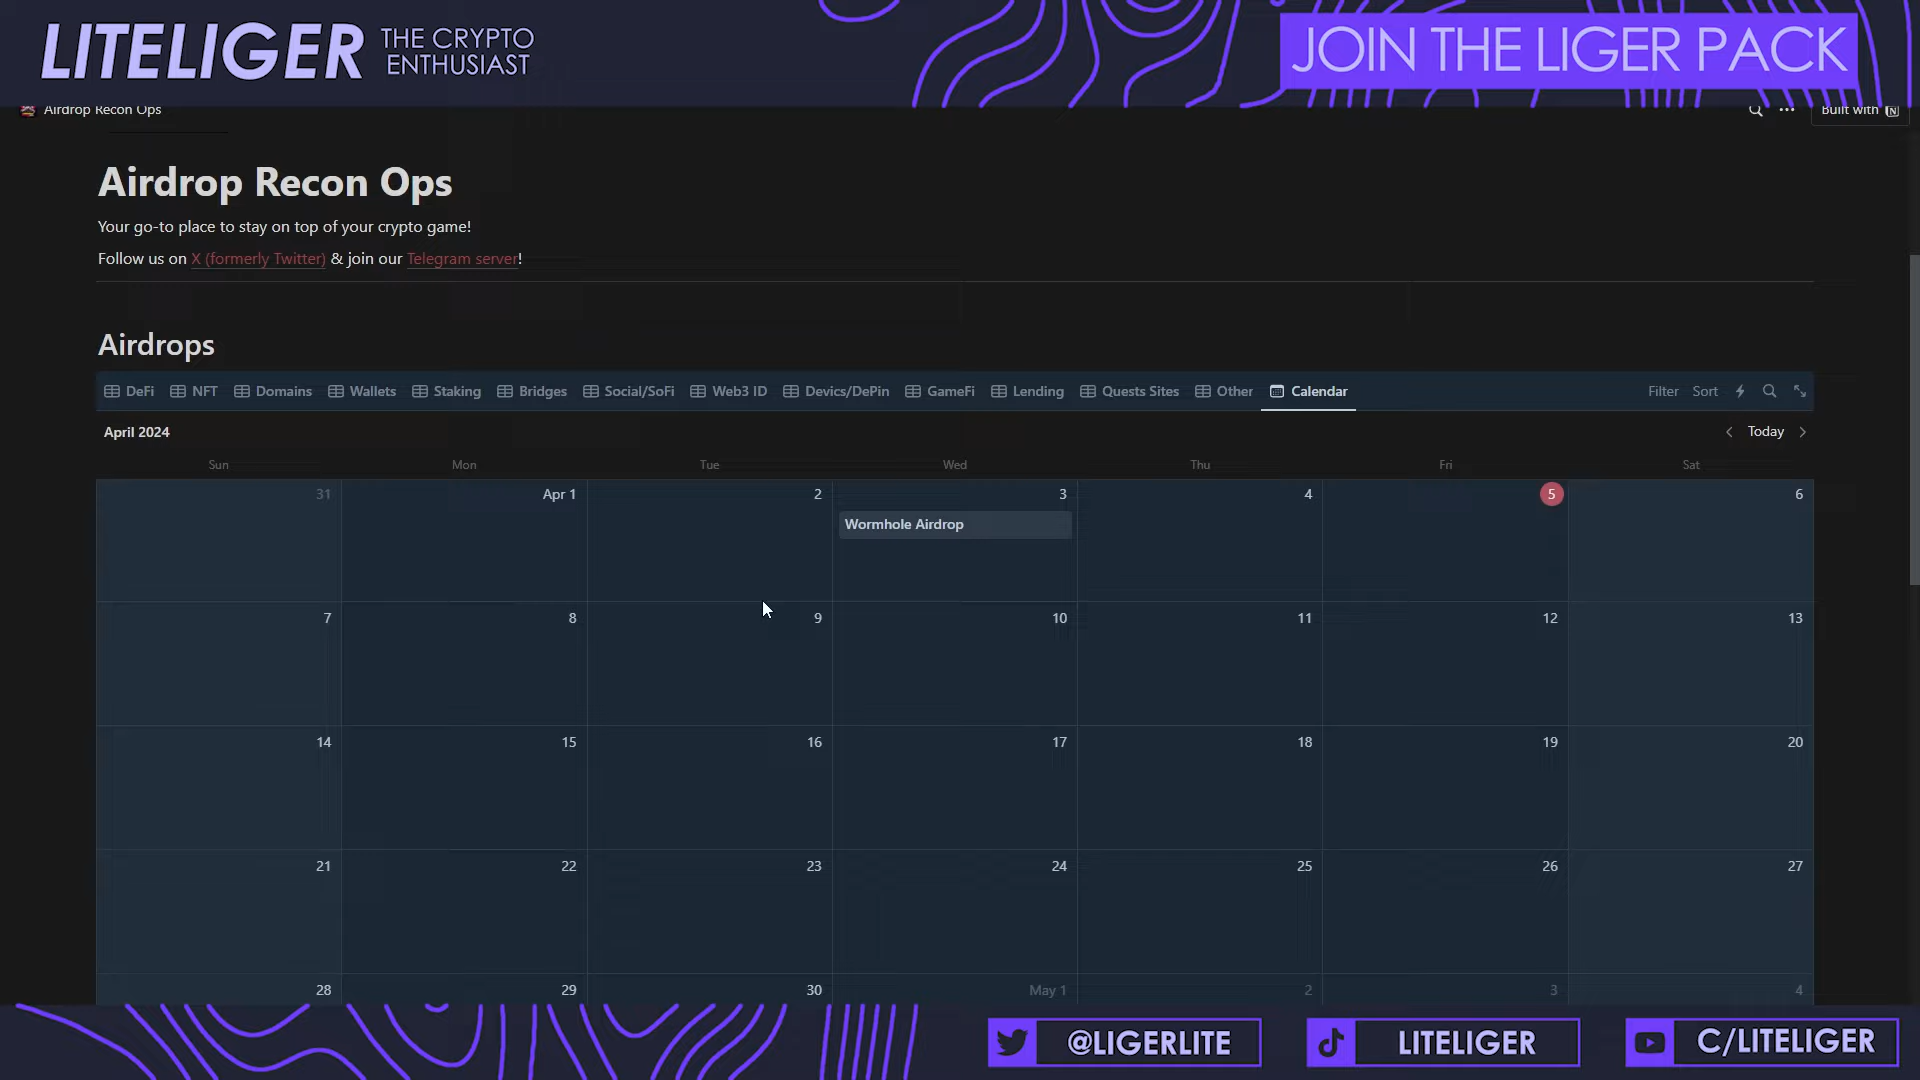 LITELIGER THE CRYPTO ENTHUSIAST
JOIN THE LIGER PACK
Airdrop Recon Ops
Built with
Airdrop Recon Ops
Your go-to place to stay on top of your crypto game!
Follow us on X (formerly Twitter) & join our Telegram server!
Airdrops
DeFi NFT Domains Wallets Staking Bridges Social/SoFi Web3 ID Devics/DePin GameFi Lending Quests Sites Other Calendar Filter Sort
April 2024 Today
Sun Mon Tue Wed Thu Fri Sat
31 Apr 1 2 3 4 5 6
Wormhole Airdrop
7 8 9 10 11 12 13
14 15 16 17 18 19 20
21 22 23 24 25 26 27
28 29 30 May 1 2 3 4
@LIGERLITE LITELIGER C/LITELIGER